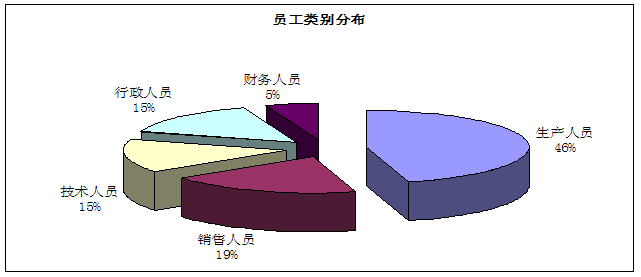 员工类别分布
财务人员
5%
行政人员
15%
生产人员
46%
技术人员
15%
销售人员
19%